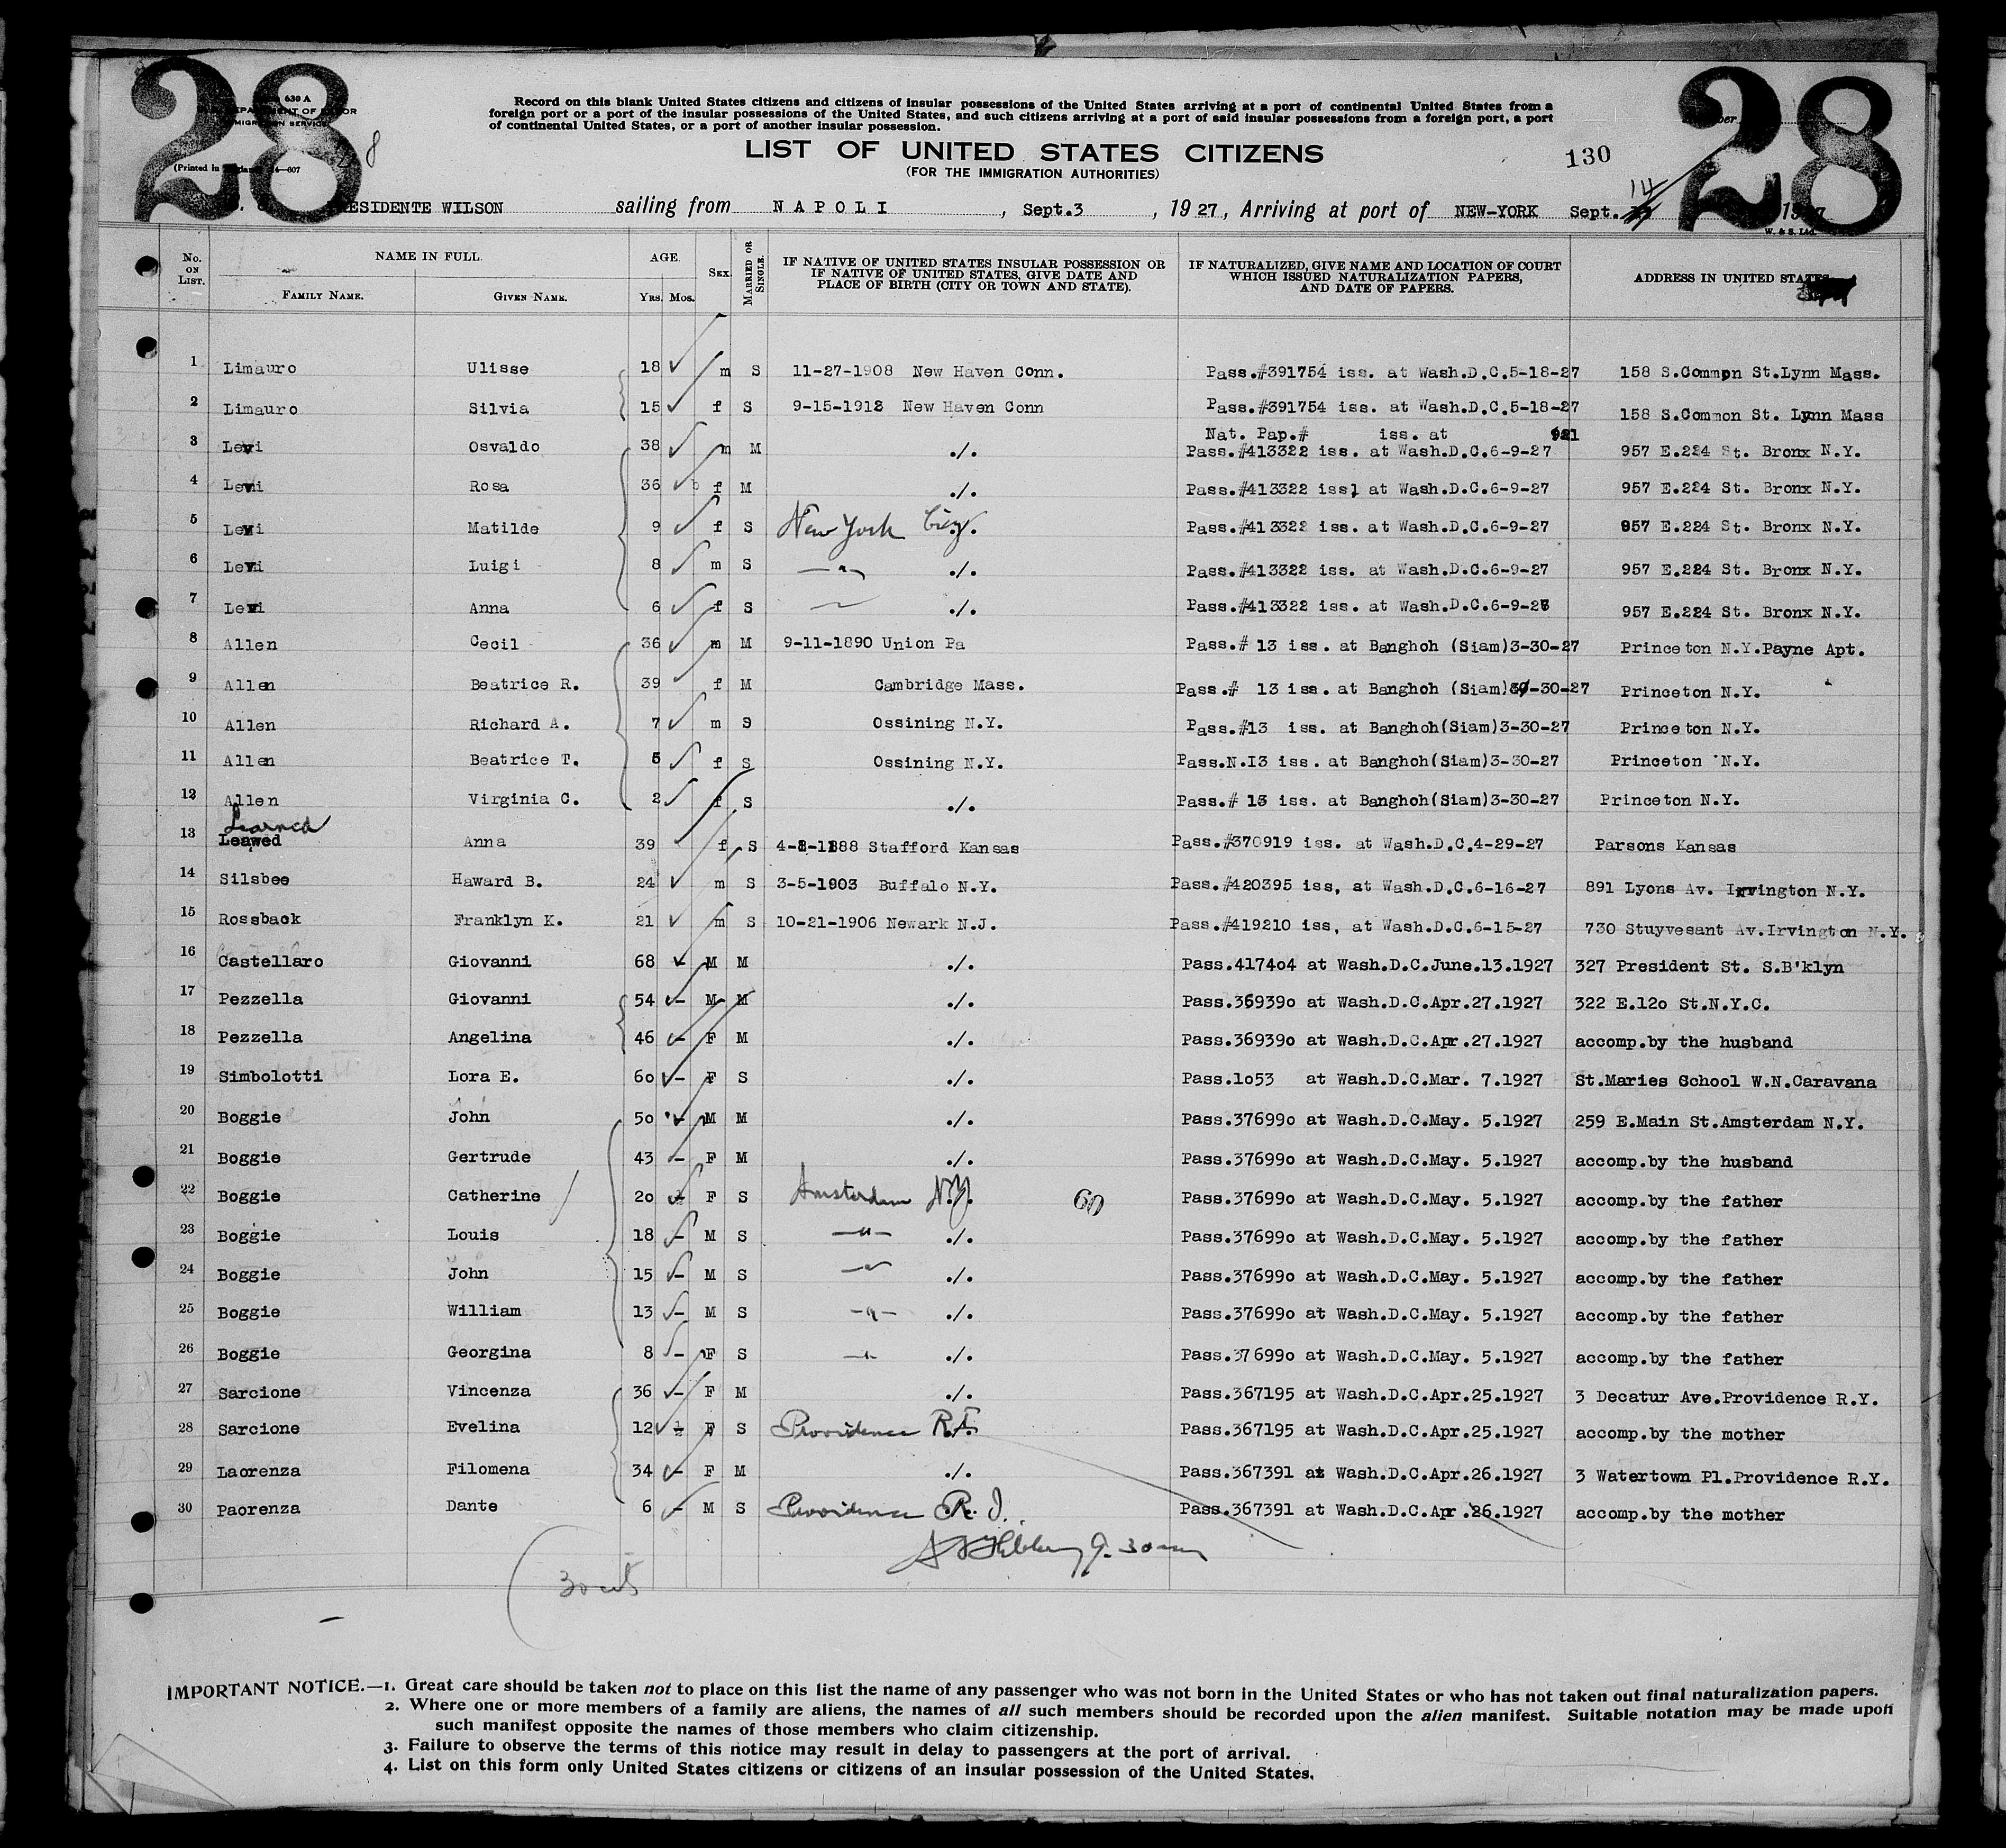 28
630 A
(Printed in England) 14—607
8
Record on this blank United States citizens and citizens of insular possessions of the United States arriving at a port of continental United States from a
foreign port or a port of the insular possessions of the United States, and such citizens arriving at a port of said insular possessions from a foreign port, a port
of continental United States, or a port of another insular possession.
28
LIST OF UNITED STATES CITIZENS
130
(FOR THE IMMIGRATION AUTHORITIES)
ESIDENTE WILSON sailing from NAPOLI, Sept.3, 19 27, Arriving at port of NEW-YORK Sept. 14 1927
W. & S. Ltd.
No. ON LIST. NAME IN FULL. FAMILY NAME. GIVEN NAME. AGE. YRS. MOS. SEX. MARRIED OR SINGLE. IF NATIVE OF UNITED STATES INSULAR POSSESSION OR IF NATIVE OF UNITED STATES, GIVE DATE AND PLACE OF BIRTH (CITY OR TOWN AND STATE). IF NATURALIZED, GIVE NAME AND LOCATION OF COURT WHICH ISSUED NATURALIZATION PAPERS, AND DATE OF PAPERS. ADDRESS IN UNITED STATES
1 Limauro Ulisse 18 m S 11-27-1908 New Haven Conn. Pass.#391754 iss. at Wash.D.C.5-18-27 158 S.Common St.Lynn Mass.
2 Limauro Silvia 15 f S 9-15-1912 New Haven Conn Pass.#391754 iss. at Wash.D.C.5-18-27 158 S.Common St. Lynn Mass
Nat. Pap.# iss. at 921
3 Levi Osvaldo 38 m M ./. Pass.#413322 iss. at Wash.D.C.6-9-27 957 E.224 St. Bronx N.Y.
4 Levi Rosa 36 f M ./. Pass.#413322 iss. at Wash.D.C.6-9-27 957 E.224 St. Bronx N.Y.
5 Levi Matilde 9 f S New York City. Pass.#413322 iss. at Wash.D.C.6-9-27 957 E.224 St. Bronx N.Y.
6 Levi Luigi 8 m S —"— ./. Pass.#413322 iss. at Wash.D.C.6-9-27 957 E.224 St. Bronx N.Y.
7 Levi Anna 6 f S ./. Pass.#413322 iss. at Wash.D.C.6-9-27 957 E.224 St. Bronx N.Y.
8 Allen Cecil 36 m M 9-11-1890 Union Pa Pass.# 13 iss. at Banghoh (Siam)3-30-27 Princeton N.Y.Payne Apt.
9 Allen Beatrice R. 39 f M Cambridge Mass. Pass.# 13 iss. at Banghoh (Siam)3-30-27 Princeton N.Y.
10 Allen Richard A. 7 m S Ossining N.Y. Pass.#13 iss. at Banghoh(Siam)3-30-27 Princeton N.Y.
11 Allen Beatrice T. 5 f S Ossining N.Y. Pass.N.I3 iss. at Banghoh(Siam)3-30-27 Princeton N.Y.
12 Allen Virginia C. 2 f S ./. Pass.# 13 iss. at Banghoh(Siam)3-30-27 Princeton N.Y.
Learned
13 Leawed Anna 39 f S 4-8-1888 Stafford Kansas Pass.#370919 iss. at Wash.D.C.4-29-27 Parsons Kansas
14 Silsbee Haward B. 24 m S 3-5-1903 Buffalo N.Y. Pass.#420395 iss, at Wash.D.C.6-16-27 891 Lyons Av. Irvington N.Y.
15 Rossback Franklyn K. 21 m S 10-21-1906 Newark N.J. Pass.#419210 iss, at Wash.D.C.6-15-27 730 Stuyvesant Av.Irvington N.Y.
16 Castellaro Giovanni 68 M M ./. Pass.4174o4 at Wash.D.C.June.13.1927 327 President St. S.B'klyn
17 Pezzella Giovanni 54 M M ./. Pass.36939o at Wash.D.C.Apr.27.1927 322 E.12o St.N.Y.C.
18 Pezzella Angelina 46 F M ./. Pass.36939o at Wash.D.C.Apr.27.1927 accomp.by the husband
19 Simbolotti Lora E. 6o F S ./. Pass.1o53 at Wash.D.C.Mar. 7.1927 St.Maries School W.N.Caravana
20 Boggie John 5o M M ./. Pass.37699o at Wash.D.C.May. 5.1927 259 E.Main St.Amsterdam N.Y.
21 Boggie Gertrude 43 F M ./. Pass.37699o at Wash.D.C.May. 5.1927 accomp.by the husband
22 Boggie Catherine 2o F S Amsterdam N.Y. 60 Pass.37699o at Wash.D.C.May. 5.1927 accomp.by the father
23 Boggie Louis 18 M S —"— ./. Pass.37699o at Wash.D.C.May. 5.1927 accomp.by the father
24 Boggie John 15 M S —"— ./. Pass.37699o at Wash.D.C.May. 5.1927 accomp.by the father
25 Boggie William 13 M S —"— ./. Pass.37699o at Wash.D.C.May. 5.1927 accomp.by the father
26 Boggie Georgina 8 F S —"— ./. Pass.37699o at Wash.D.C.May. 5.1927 accomp.by the father
27 Sarcione Vincenza 36 F M ./. Pass.367195 at Wash.D.C.Apr.25.1927 3 Decatur Ave.Providence R.Y.
28 Sarcione Evelina 12 F S Providence R.I. Pass.367195 at Wash.D.C.Apr.25.1927 accomp.by the mother
29 Laorenza Filomena 34 F M ./. Pass.367391 at Wash.D.C.Apr.26.1927 3 Watertown Pl.Providence R.Y.
30 Paorenza Dante 6 M S Providence R.I. Pass.367391 at Wash.D.C.Apr.26.1927 accomp.by the mother
IMPORTANT NOTICE.—1. Great care should be taken not to place on this list the name of any passenger who was not born in the United States or who has not taken out final naturalization papers.
2. Where one or more members of a family are aliens, the names of all such members should be recorded upon the alien manifest. Suitable notation may be made upon
such manifest opposite the names of those members who claim citizenship.
3. Failure to observe the terms of this notice may result in delay to passengers at the port of arrival.
4. List on this form only United States citizens or citizens of an insular possession of the United States.